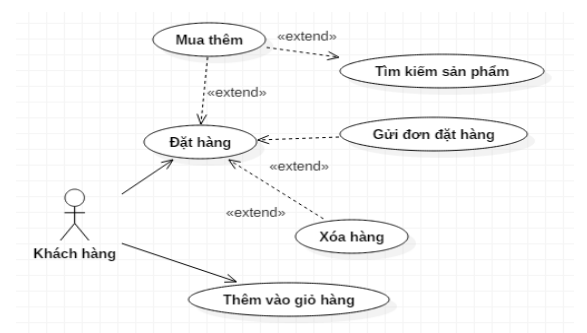 Mua thêm
«extend»
Tìm kiếm sản phẩm
«extend»
Gửi đơn đặt hàng
Đặt hàng
«extend»
«extend»
Xóa hàng
Khách hàng
Thêm vào giỏ hàng